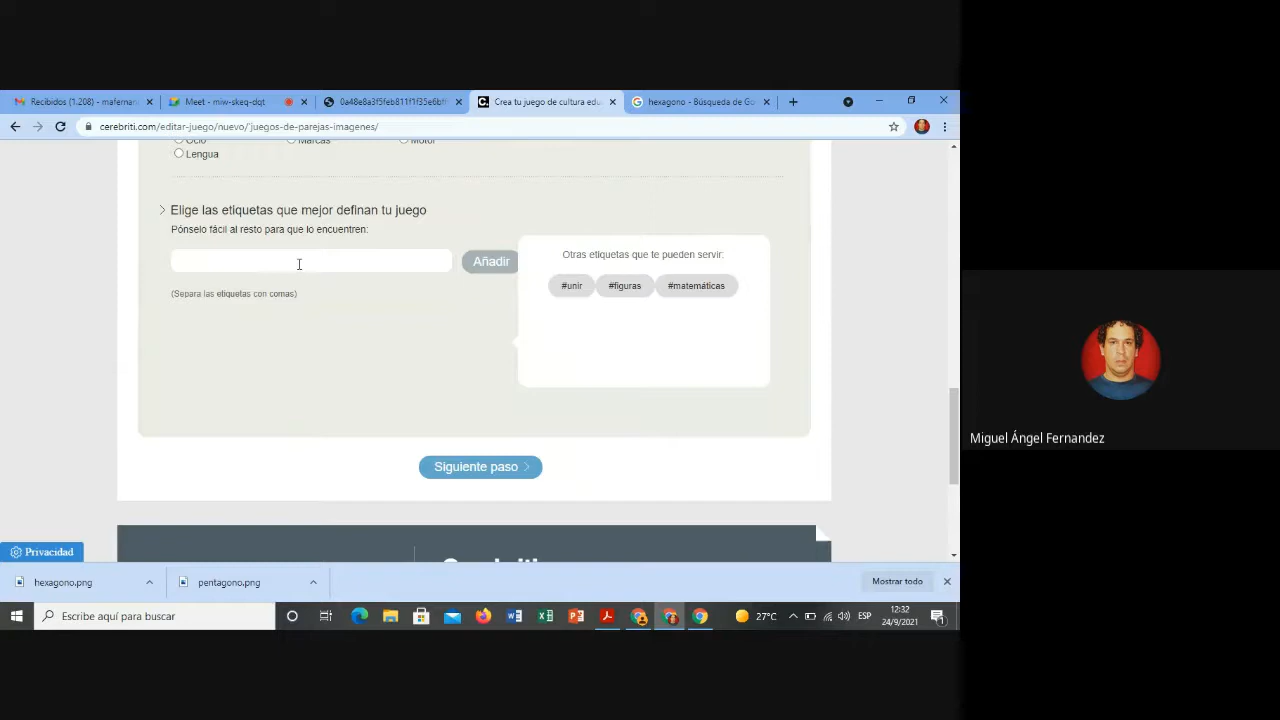 Recibidos (1.208) - mafernan
Meet - miw-skeq-dqt
0a48e8a3f5feb811f1f35e6bf
Crea tu juego de cultura edu
hexagono - Búsqueda de Go
cerebriti.com/editar-juego/nuevo/'juegos-de-parejas-imagenes/
Ocio
Marcas
Motor
Lengua
Elige las etiquetas que mejor definan tu juego
Pónselo fácil al resto para que lo encuentren:
Añadir
Otras etiquetas que te pueden servir:
#unir
#figuras
#matemáticas
(Separa las etiquetas con comas)
Siguiente paso
Privacidad
hexagono.png
pentagono.png
Mostrar todo
Escribe aquí para buscar
27°C
ESP
12:32
24/9/2021
Miguel Ángel Fernandez